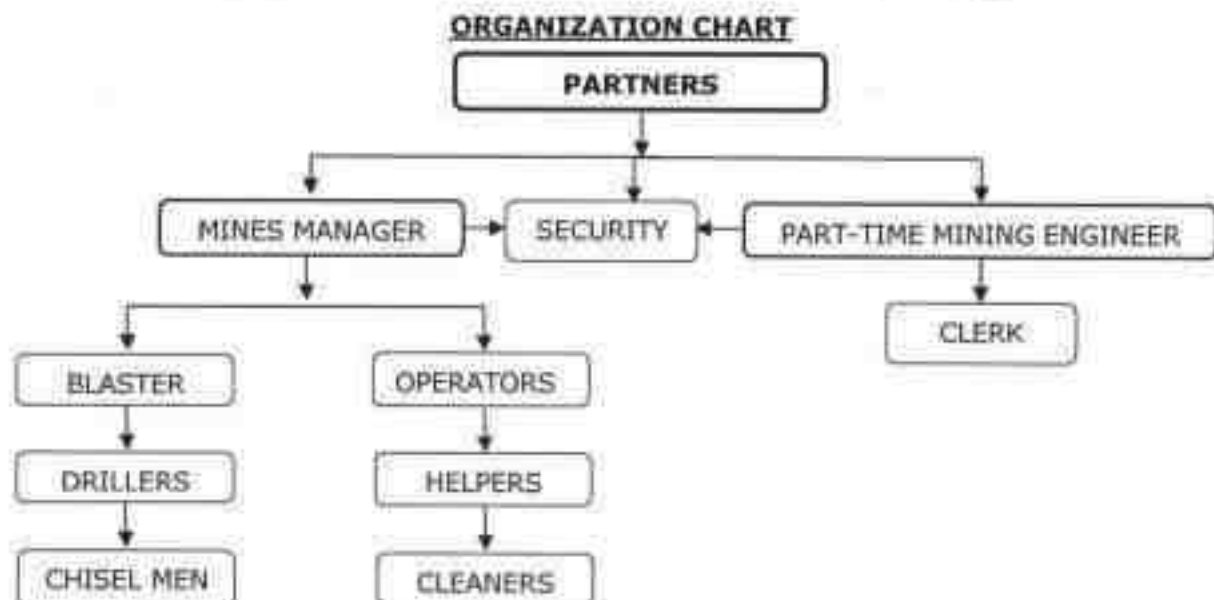 ORGANIZATION CHART
PARTNERS
MINES MANAGER
SECURITY
PART-TIME MINING ENGINEER
CLERK
BLASTER
OPERATORS
DRILLERS
HELPERS
CHISEL MEN
CLEANERS